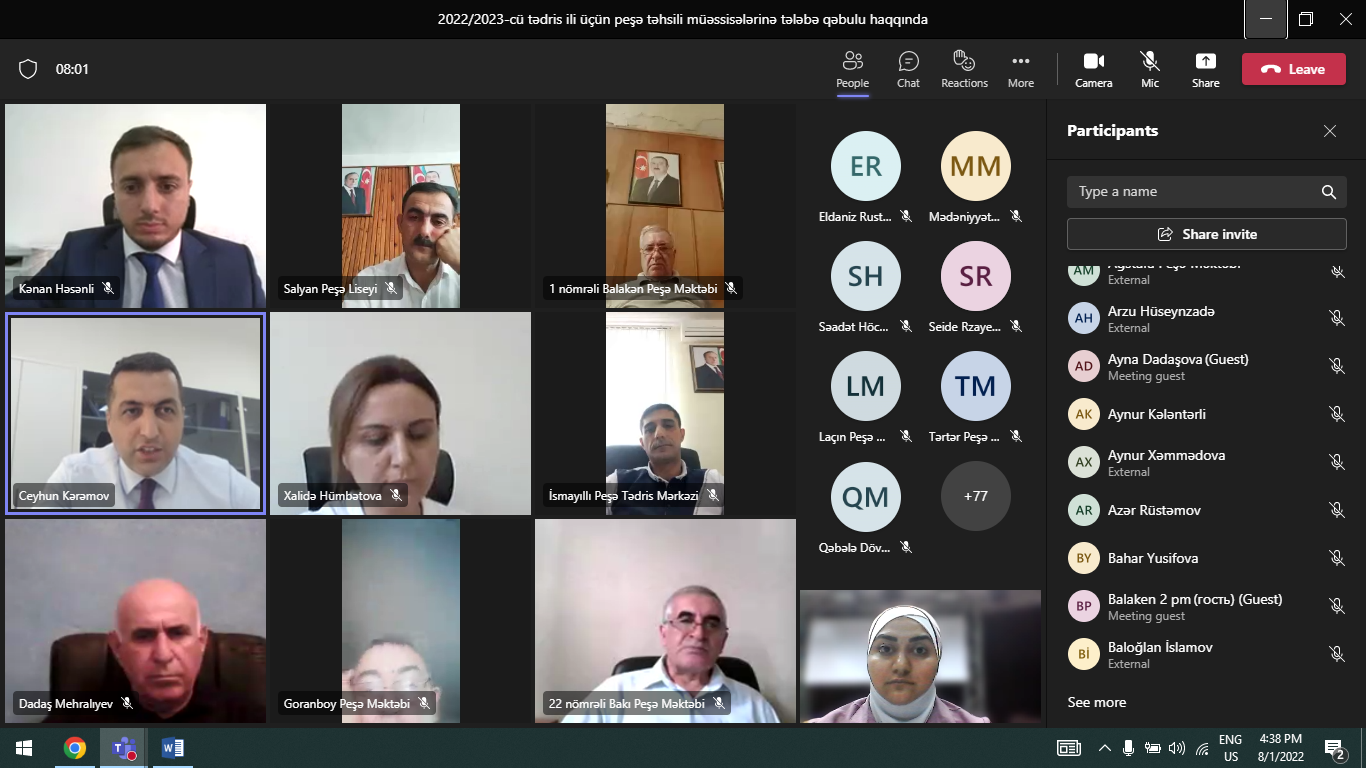 2022/2023-cü tədris ili üçün peşə təhsili müəssisələrinə tələbə qəbulu haqqında
08:01
People
Chat
Reactions
More
Camera
Mic
Share
Leave
Kənan Həsənli
Salyan Peşə Liseyi
1 nömrəli Balakən Peşə Məktəbi
Ceyhun Kərəmov
Xalidə Hümbətova
İsmayıllı Peşə Tədris Mərkəzi
Dadaş Mehralıyev
Goranboy Peşə Məktəbi
22 nömrəli Bakı Peşə Məktəbi
ER
Eldaniz Rust...
MM
Mədəniyyət...
SH
Səadət Höc...
SR
Seide Rzaye...
LM
Laçın Peşə ...
TM
Tərtər Peşə ...
QM
Qəbələ Döv...
+77
Participants
Type a name
Share invite
AM
External
AH
Arzu Hüseynzadə
External
AD
Ayna Dadaşova (Guest)
Meeting guest
AK
Aynur Kələntərli
AX
Aynur Xəmmədova
External
AR
Azər Rüstəmov
BY
Bahar Yusifova
BP
Balaken 2 pm (гость) (Guest)
Meeting guest
Bİ
Baloğlan İslamov
External
See more
ENG
US
4:38 PM
8/1/2022
2